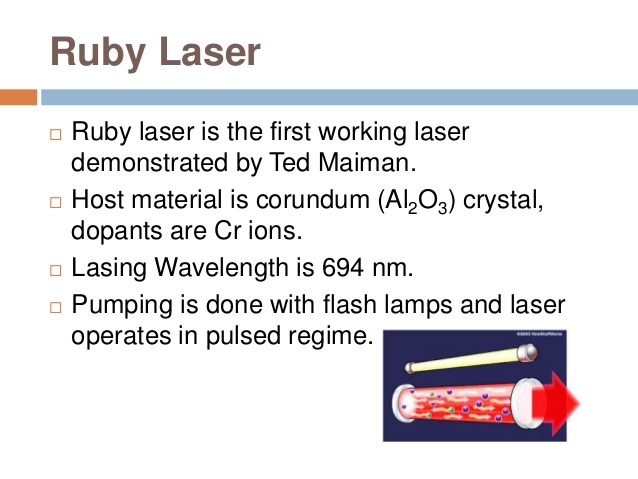 Ruby Laser
Ruby laser is the first working laser
demonstrated by Ted Maiman.
Host material is corundum (Al₂O₃) crystal,
dopants are Cr ions.
Lasing Wavelength is 694 nm.
Pumping is done with flash lamps and laser
operates in pulsed regime.